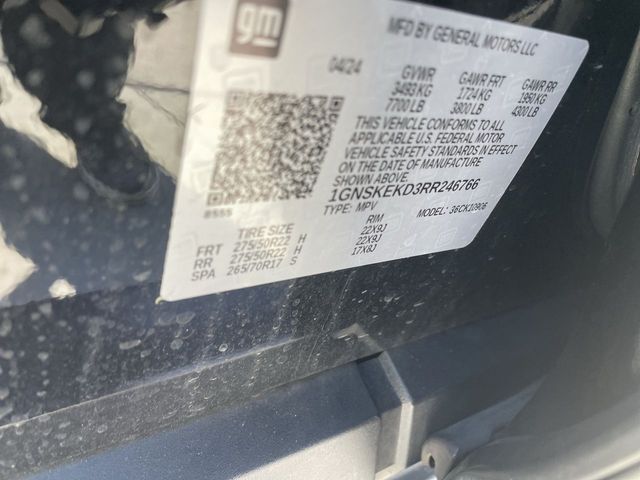 gm
MFD BY GENERAL MOTORS LLC
04/24 GVWR GAWR FRT GAWR RR
3493 KG 1724 KG 1950 KG
7700 LB 3800 LB 4300 LB
THIS VEHICLE CONFORMS TO ALL
APPLICABLE U.S. FEDERAL MOTOR
VEHICLE SAFETY STANDARDS IN EFFECT
ON THE DATE OF MANUFACTURE
SHOWN ABOVE.
1GNSKEKD3RR246766
TYPE: MPV MODEL: 36CK10906
8555
TIRE SIZE RIM
FRT 275/50R22 H 22X9J
RR 275/50R22 H 22X9J
SPA 265/70R17 S 17X8J